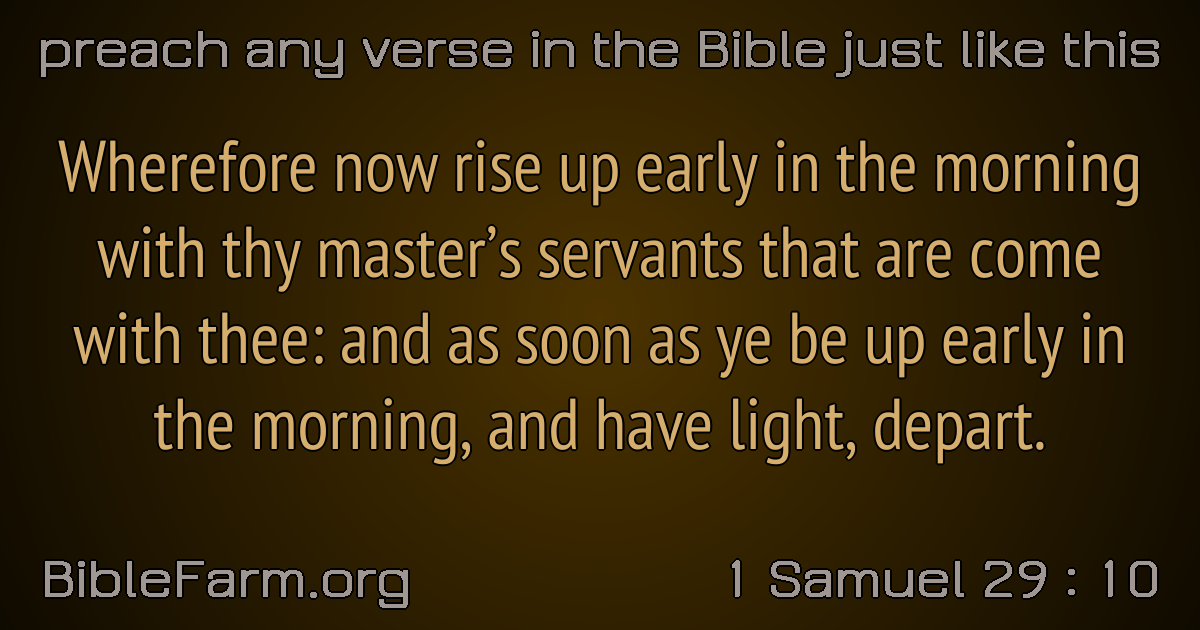 preach any verse in the Bible just like this
Wherefore now rise up early in the morning
with thy master’s servants that are come
with thee: and as soon as ye be up early in
the morning, and have light, depart.
BibleFarm.org
1 Samuel 29 : 10